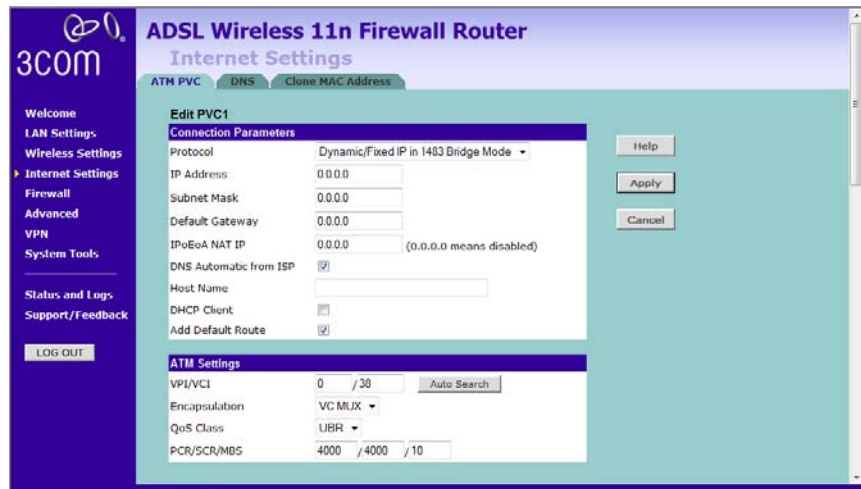 3COM
ADSL Wireless 11n Firewall Router
Internet Settings
ATM PVC DNS Clone MAC Address
Welcome
LAN Settings
Wireless Settings
Internet Settings
Firewall
Advanced
VPN
System Tools
Status and Logs
Support/Feedback
LOG OUT
Edit PVC1
Connection Parameters
Protocol Dynamic/Fixed IP in 1483 Bridge Mode
IP Address 0.0.0.0
Subnet Mask 0.0.0.0
Default Gateway 0.0.0.0
IPoEoA NAT IP 0.0.0.0 (0.0.0.0 means disabled)
DNS Automatic from ISP
Host Name
DHCP Client
Add Default Route
ATM Settings
VPI/VCI 0 / 38 Auto Search
Encapsulation VC MUX
QoS Class UBR
PCR/SCR/MBS 4000 / 4000 / 10
Help
Apply
Cancel